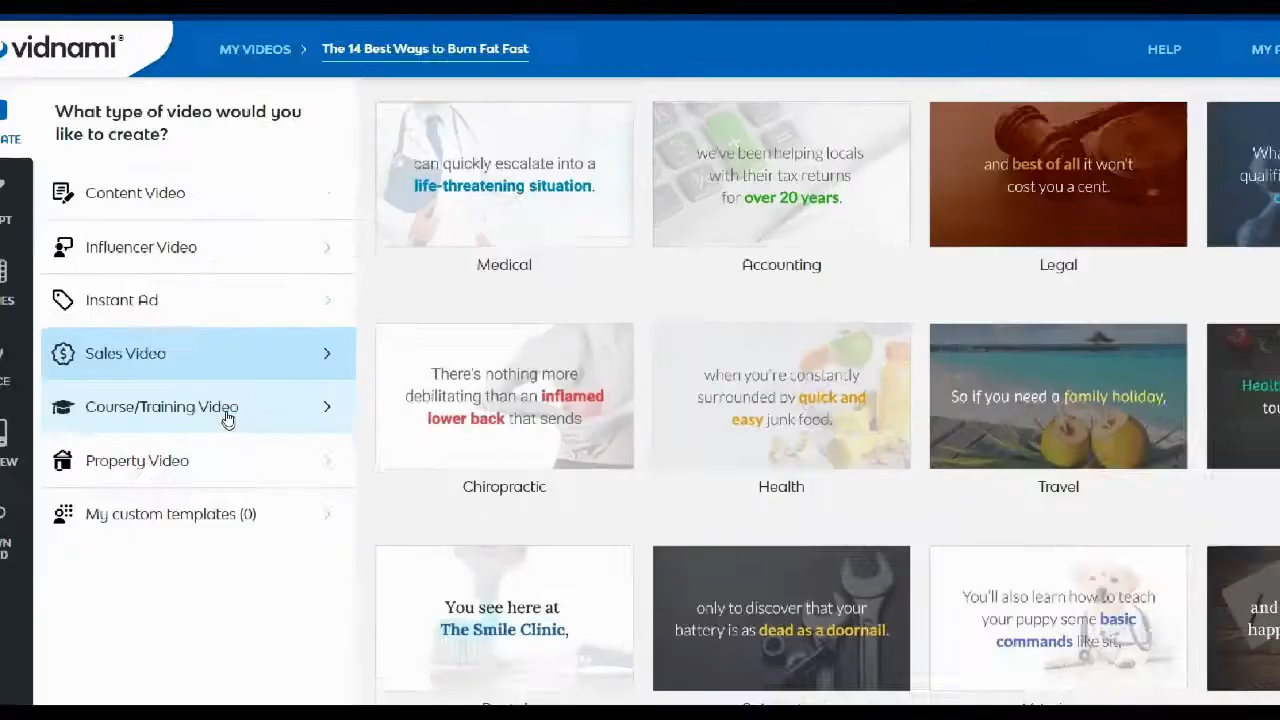 vidnami®
MY VIDEOS > The 14 Best Ways to Burn Fat Fast
HELP
What type of video would you
like to create?
Content Video
Influencer Video
Instant Ad
Sales Video
Course/Training Video
Property Video
My custom templates (0)
can quickly escalate into a
life-threatening situation.
Medical
we've been helping locals
with their tax returns
for over 20 years.
Accounting
and best of all it won't
cost you a cent.
Legal
There's nothing more
debilitating than an inflamed
lower back that sends
Chiropractic
when you're constantly
surrounded by quick and
easy junk food.
Health
So if you need a family holiday,
Travel
You see here at
The Smile Clinic,
only to discover that your
battery is as dead as a doornail.
You'll also learn how to teach
your puppy some basic
commands like sit,
and